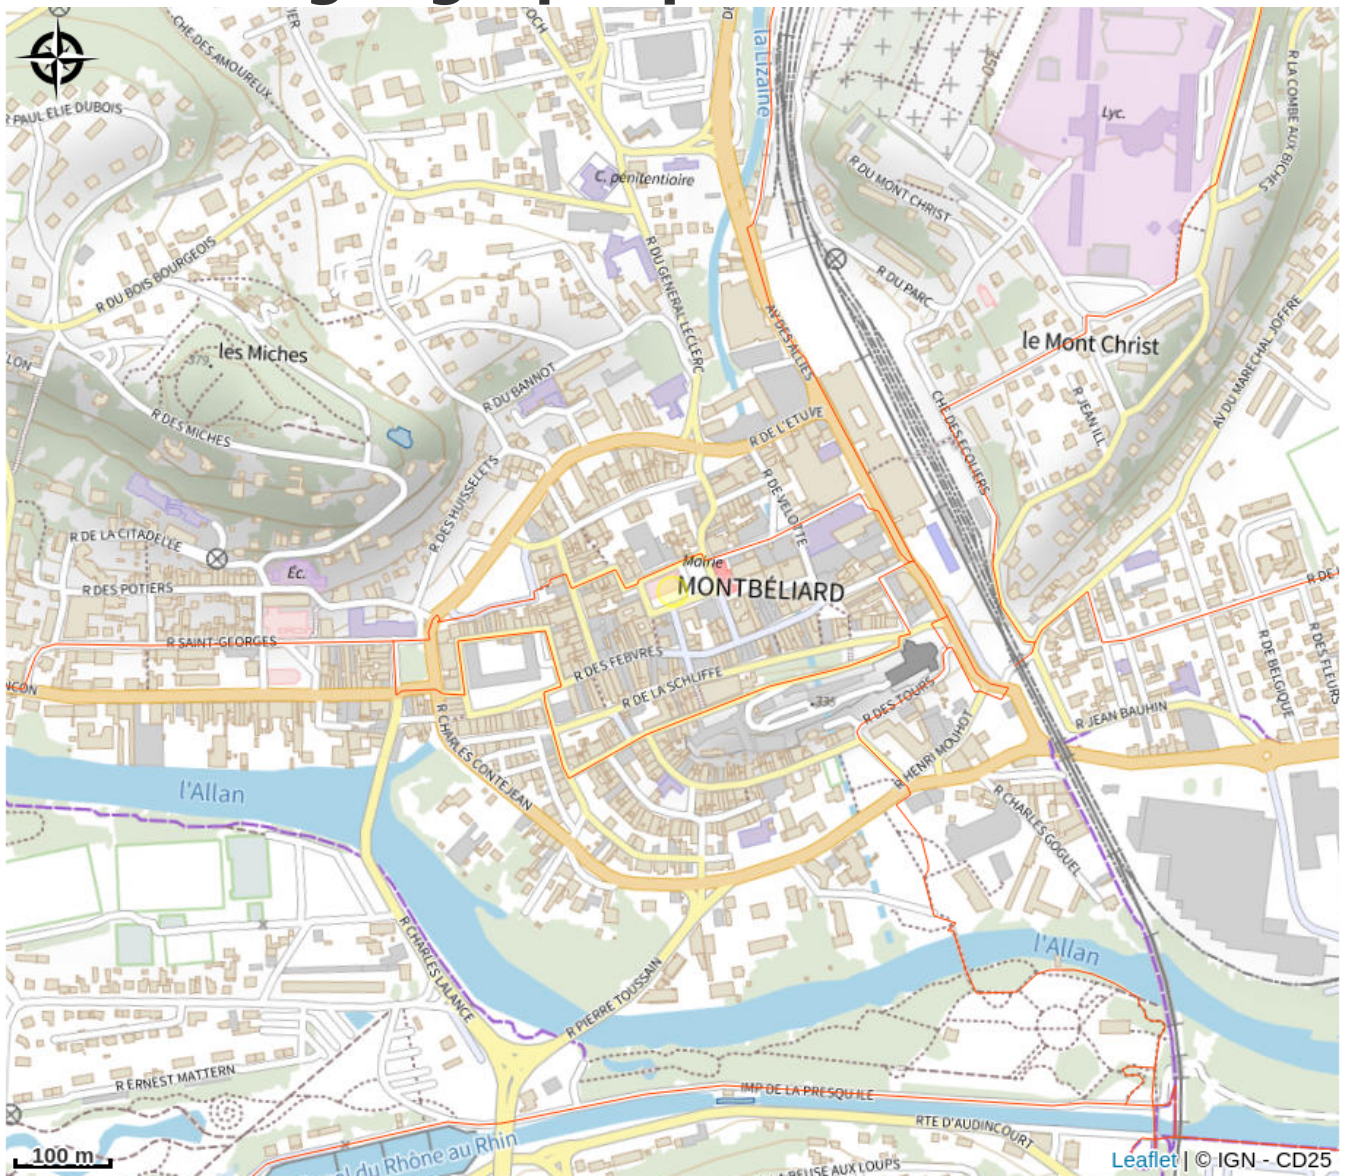 la Lizaine
CHE DES AMOUREUX
R PAUL ELIE DUBOIS
350
Lyc.
R LA COMBE AUX BICHES
C. pénitentiaire
R DU MONT CHRIST
R DU BOIS BOURGEOIS
R DU GENERAL LECLERC
R DU PARC
AV DES ALLIES
les Miches
379
le Mont Christ
AV DU MARECHAL JOFFRE
R DU BANNOT
R DES MICHES
R DE L'ETUVE
CHE DES ECOLIERS
R JEAN ILL
R DES HUISSELETS
R DE VELOTTE
R DE LA CITADELLE
Mairie
Éc.
MONTBÉLIARD
R DES POTIERS
R SAINT-GEORGES
R DES FEBVRES
R DE LA SCHLIFFE
R DE BELGIQUE
R DES FLEURS
R DES TOURS
335
R CHARLES CONTEJEAN
R HENRI MOUHOT
R JEAN BAUHIN
l'Allan
R CHARLES GOGUEL
R CHARLES LALANCE
l'Allan
R PIERRE TOUSSAIN
R ERNEST MATTERN
IMP DE LA PRESQU ILE
RTE D'AUDINCOURT
du Rhône au Rhin
100 m
Leaflet | © IGN - CD25